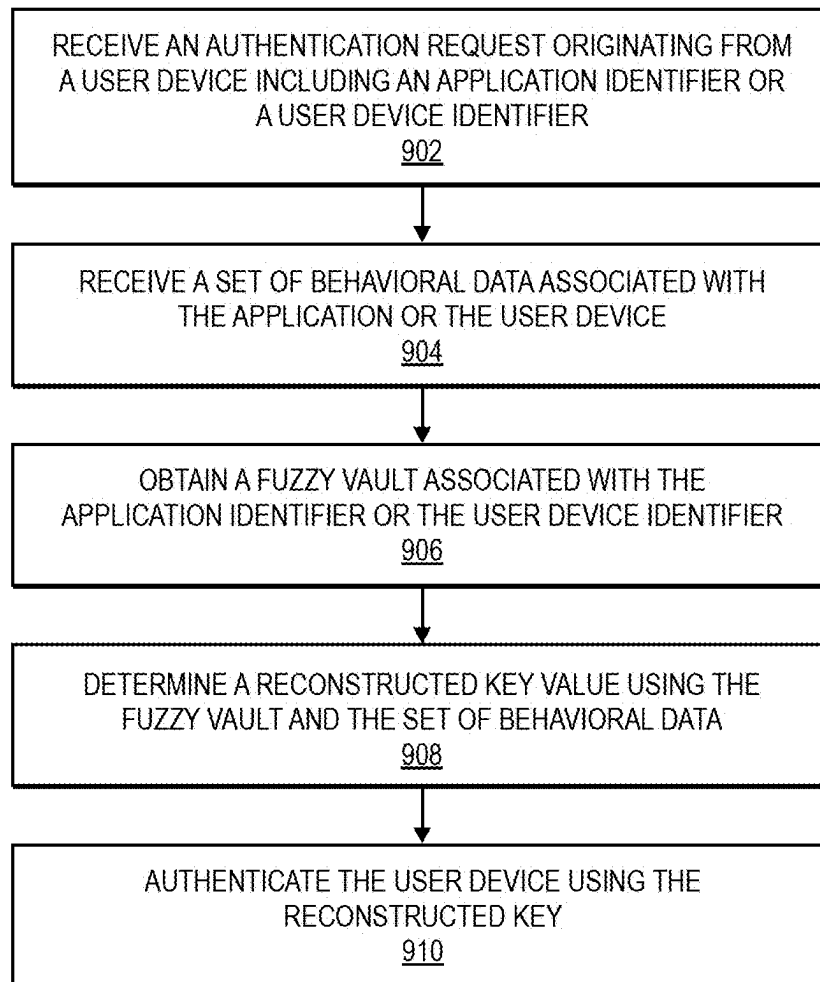 RECEIVE AN AUTHENTICATION REQUEST ORIGINATING FROM
A USER DEVICE INCLUDING AN APPLICATION IDENTIFIER OR
A USER DEVICE IDENTIFIER
902
RECEIVE A SET OF BEHAVIORAL DATA ASSOCIATED WITH
THE APPLICATION OR THE USER DEVICE
904
OBTAIN A FUZZY VAULT ASSOCIATED WITH THE
APPLICATION IDENTIFIER OR THE USER DEVICE IDENTIFIER
906
DETERMINE A RECONSTRUCTED KEY VALUE USING THE
FUZZY VAULT AND THE SET OF BEHAVIORAL DATA
908
AUTHENTICATE THE USER DEVICE USING THE
RECONSTRUCTED KEY
910